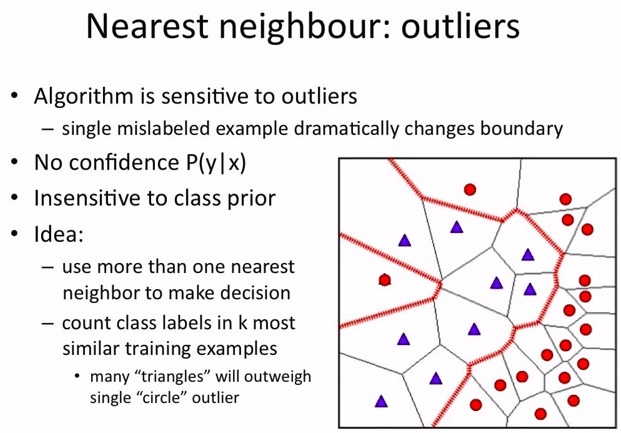 Nearest neighbour: outliers
• Algorithm is sensitive to outliers
– single mislabeled example dramatically changes boundary
• No confidence P(y|x)
• Insensitive to class prior
• Idea:
– use more than one nearest
neighbor to make decision
– count class labels in k most
similar training examples
• many “triangles” will outweigh
single “circle” outlier